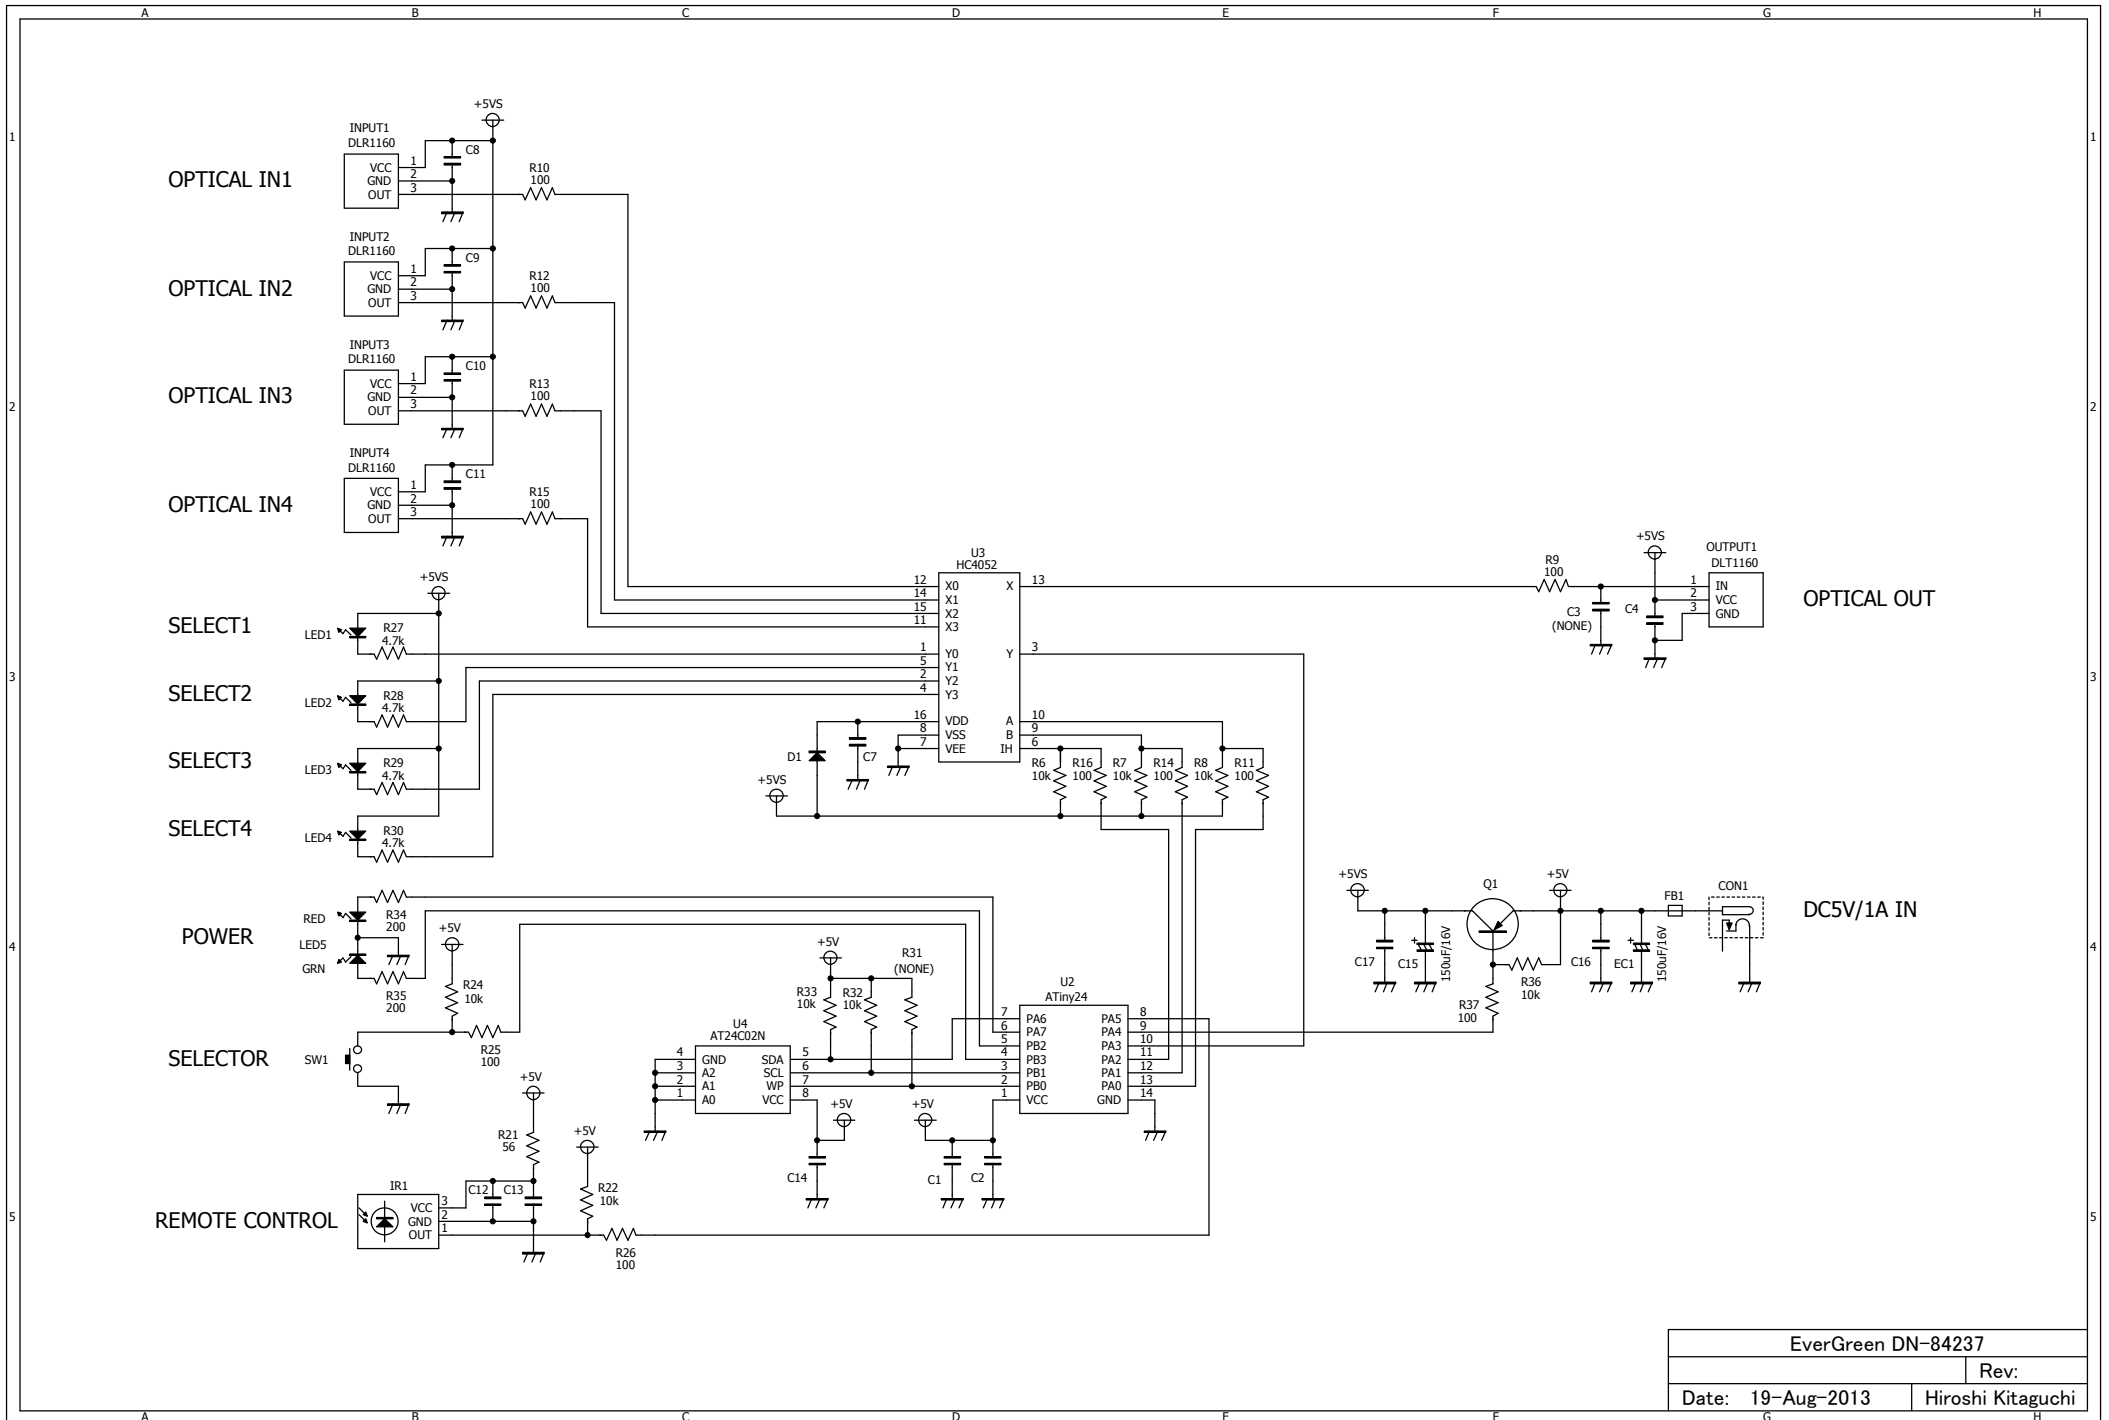 A B C D E F G H
1 1
2 2
3 3
4 4
5 5
A B C D E F G H
OPTICAL IN1
INPUT1
DLR1160
VCC 1
GND 2
OUT 3
+5VS
C8
R10
100
OPTICAL IN2
INPUT2
DLR1160
VCC 1
GND 2
OUT 3
C9
R12
100
OPTICAL IN3
INPUT3
DLR1160
VCC 1
GND 2
OUT 3
C10
R13
100
OPTICAL IN4
INPUT4
DLR1160
VCC 1
GND 2
OUT 3
C11
R15
100
+5VS
SELECT1
LED1
R27
4.7k
SELECT2
LED2
R28
4.7k
SELECT3
LED3
R29
4.7k
SELECT4
LED4
R30
4.7k
U3
HC4052
12 X0 X 13
14 X1
15 X2
11 X3
1 Y0 Y 3
5 Y1
2 Y2
4 Y3
16 VDD A 10
8 VSS B 9
7 VEE IH 6
D1
C7
+5VS
R6
10k
R16
100
R7
10k
R14
100
R8
10k
R11
100
R9
100
C3
(NONE)
+5VS
C4
OUTPUT1
DLT1160
1 IN
2 VCC
3 GND
OPTICAL OUT
POWER
RED
LED5
GRN
R34
200
R35
200
+5V
R24
10k
R25
100
SELECTOR
SW1
+5V
R33
10k
R32
10k
R31
(NONE)
U4
AT24C02N
4 GND SDA 5
3 A2 SCL 6
2 A1 WP 7
1 A0 VCC 8
+5V
C14
U2
ATiny24
7 PA6 PA5 8
6 PA7 PA4 9
5 PB2 PA3 10
4 PB3 PA2 11
3 PB1 PA1 12
2 PB0 PA0 13
1 VCC GND 14
+5V
C1
C2
+5VS
C17
C15
+
150uF/16V
Q1
R37
100
R36
10k
+5V
C16
EC1
+
150uF/16V
FB1
CON1
DC5V/1A IN
REMOTE CONTROL
IR1
VCC 3
GND 2
OUT 1
+5V
R21
56
C12
C13
+5V
R22
10k
R26
100
EverGreen DN-84237
Rev:
Date: 19-Aug-2013 Hiroshi Kitaguchi